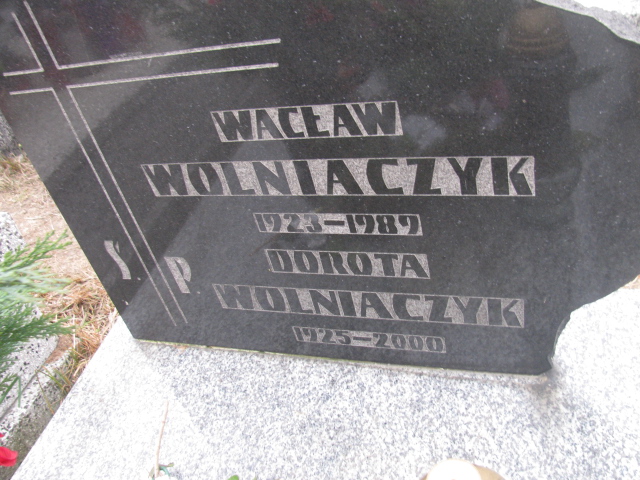 WACŁAW
WOLNIACZYK
1923-1989
DOROTA
WOLNIACZYK
1925-2000
Ś. P.